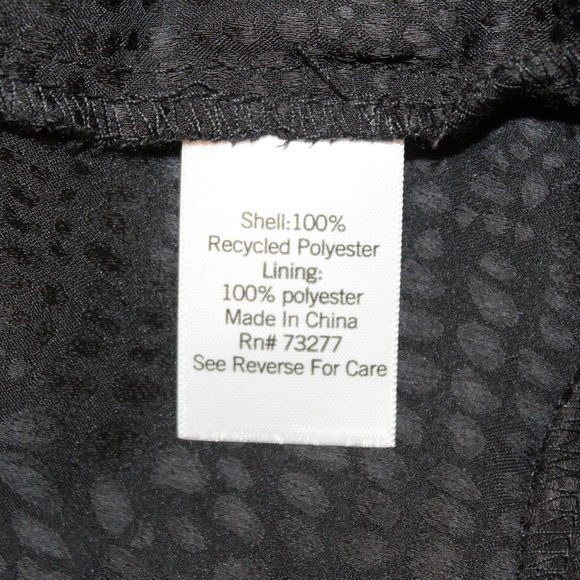 Shell:100%
Recycled Polyester
Lining:
100% polyester
Made In China
Rn# 73277
See Reverse For Care